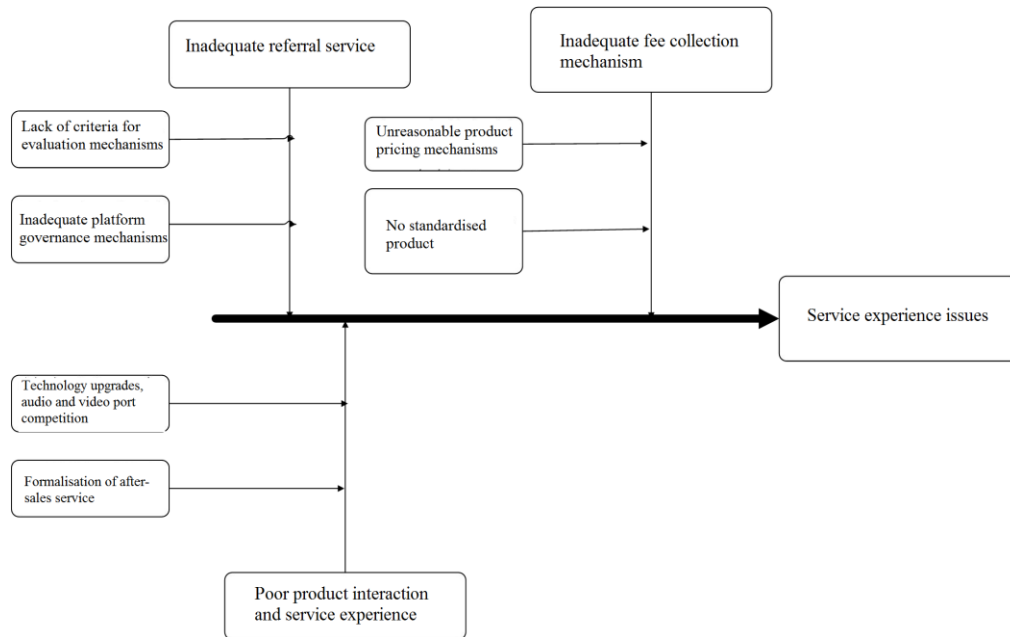 Inadequate referral service
Inadequate fee collection
mechanism
Lack of criteria for
evaluation mechanisms
Unreasonable product
pricing mechanisms
Inadequate platform
governance mechanisms
No standardised
product
Service experience issues
Technology upgrades,
audio and video port
competition
Formalisation of after-
sales service
Poor product interaction
and service experience